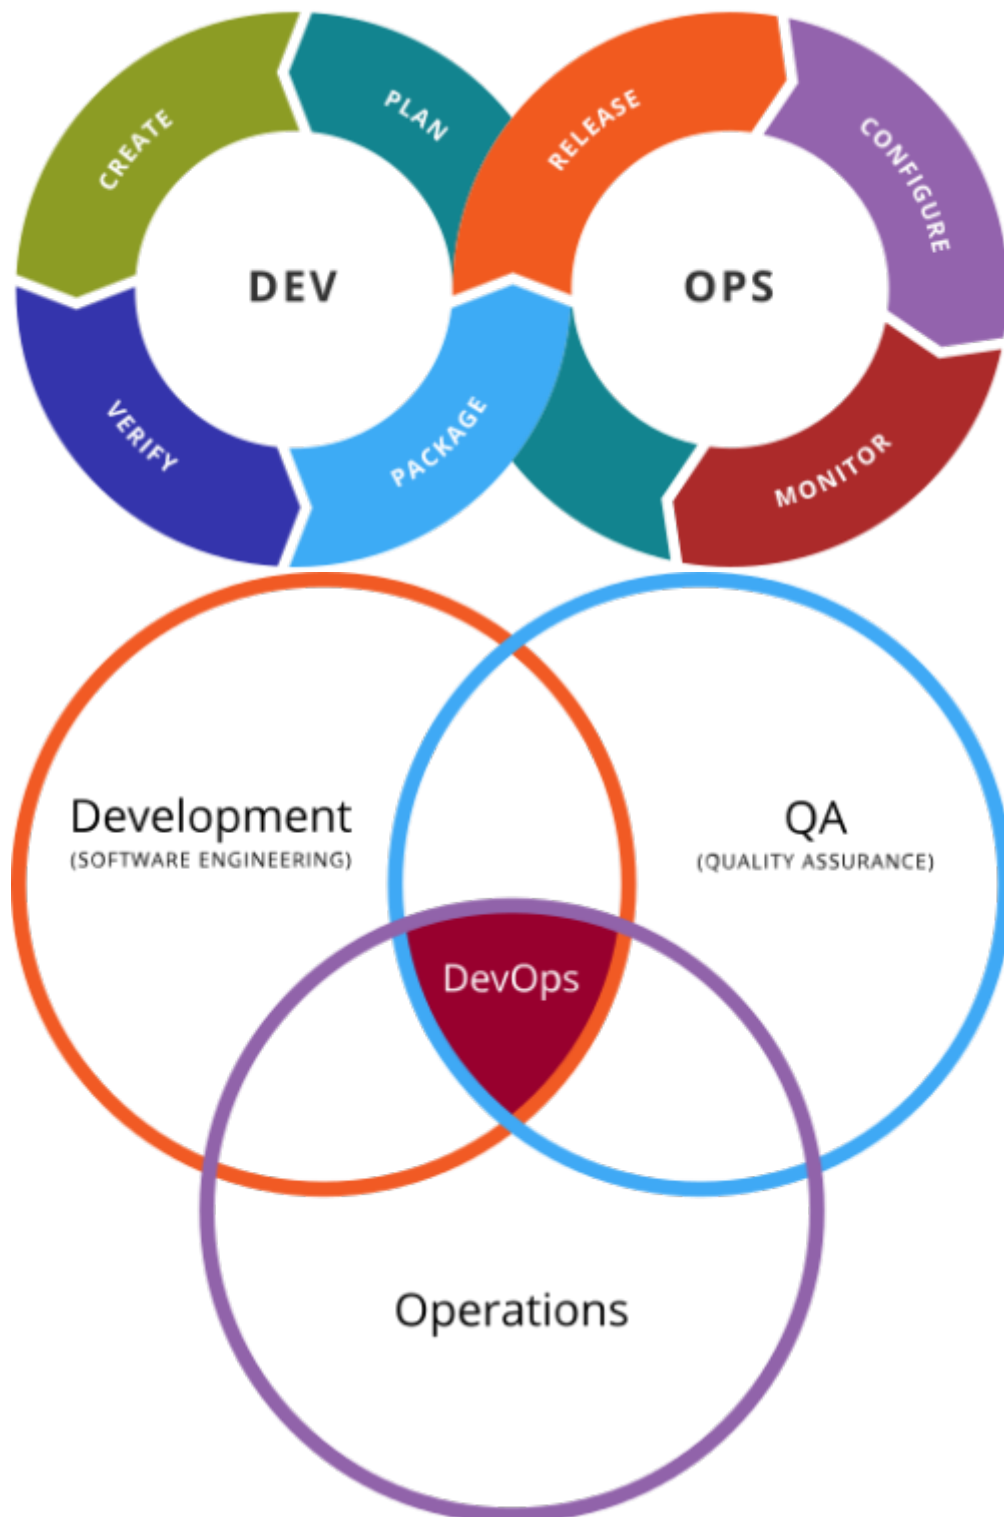 CREATE
PLAN
RELEASE
CONFIGURE
DEV
OPS
VERIFY
PACKAGE
MONITOR
Development
(SOFTWARE ENGINEERING)
QA
(QUALITY ASSURANCE)
DevOps
Operations